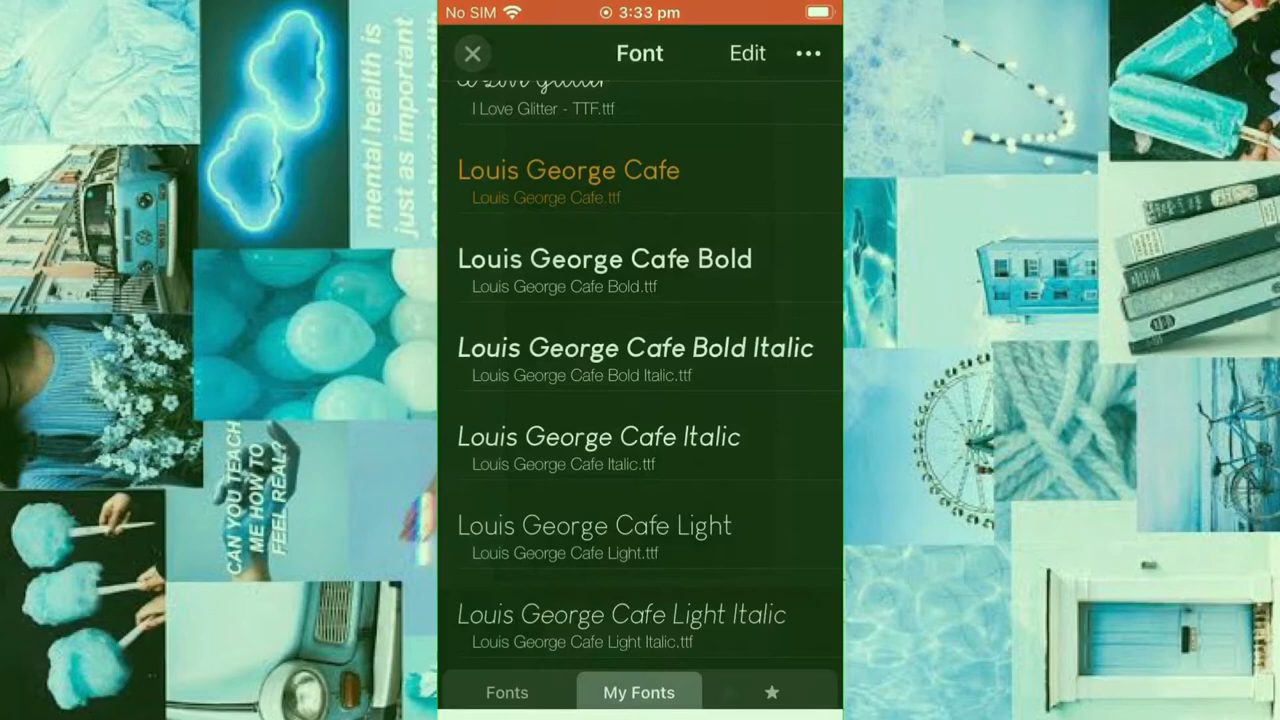 No SIM 3:33 pm
Font Edit
I Love Glitter
I Love Glitter - TTF.ttf
Louis George Cafe
Louis George Cafe.ttf
Louis George Cafe Bold
Louis George Cafe Bold.ttf
Louis George Cafe Bold Italic
Louis George Cafe Bold Italic.ttf
Louis George Cafe Italic
Louis George Cafe Italic.ttf
Louis George Cafe Light
Louis George Cafe Light.ttf
Louis George Cafe Light Italic
Louis George Cafe Light Italic.ttf
Fonts My Fonts
mental health is
just as important
CAN YOU TEACH
ME HOW TO
FEEL REAL?